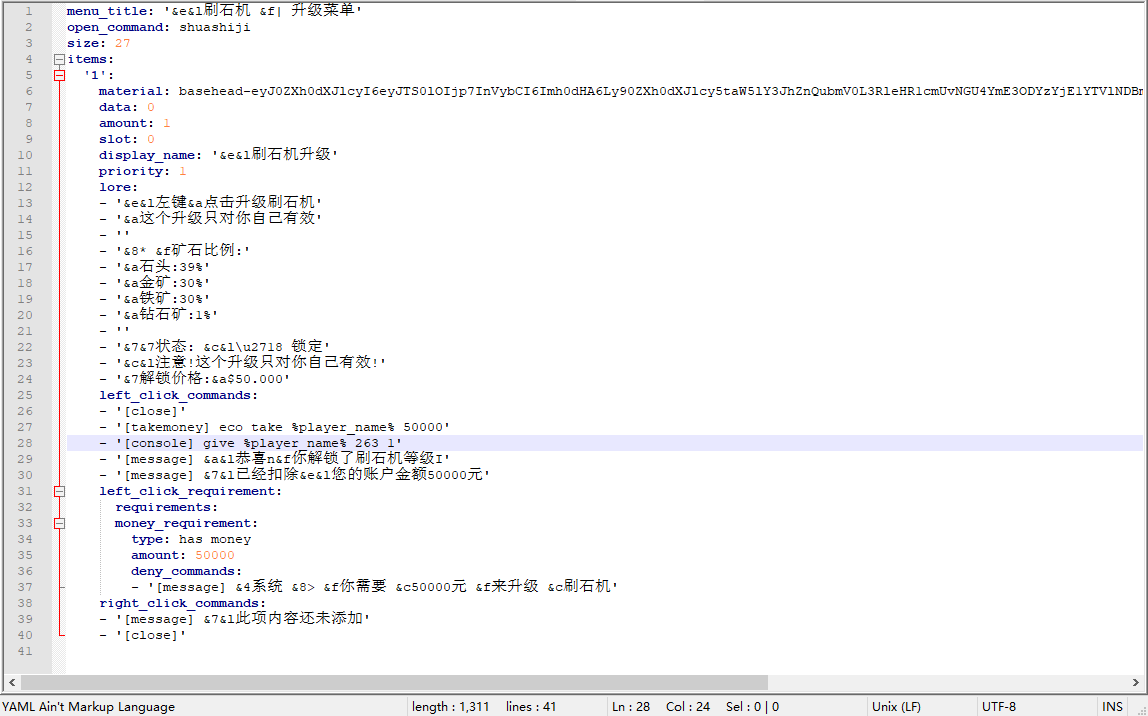 1 menu_title: '&e&l刷石机 &f| 升级菜单'
2 open_command: shuashiji
3 size: 27
4 items:
5   '1':
6     material: basehead-eyJ0ZXh0dXJlcyI6eyJTS0lOIjp7InVybCI6Imh0dHA6Ly90ZXh0dXJlcy5taW5lY3JhZnQubmV0L3RleHR1cmUvNGU4YmE3ODYzYjE1YTVlNDBm
7     data: 0
8     amount: 1
9     slot: 0
10     display_name: '&e&l刷石机升级'
11     priority: 1
12     lore:
13     - '&e&l左键&a点击升级刷石机'
14     - '&a这个升级只对你自己有效'
15     - ''
16     - '&8* &f矿石比例:'
17     - '&a石头:39%'
18     - '&a金矿:30%'
19     - '&a铁矿:30%'
20     - '&a钻石矿:1%'
21     - ''
22     - '&7&7状态: &c&l\u2718 锁定'
23     - '&c&l注意!这个升级只对你自己有效!'
24     - '&7解锁价格:&a$50.000'
25     left_click_commands:
26     - '[close]'
27     - '[takemoney] eco take %player_name% 50000'
28     - '[console] give %player_name% 263 1'
29     - '[message] &a&l恭喜n&f你解锁了刷石机等级I'
30     - '[message] &7&l已经扣除&e&l您的账户金额50000元'
31     left_click_requirement:
32       requirements:
33       money_requirement:
34         type: has money
35         amount: 50000
36         deny_commands:
37         - '[message] &4系统 &8> &f你需要 &c50000元 &f来升级 &c刷石机'
38     right_click_commands:
39     - '[message] &7&l此项内容还未添加'
40     - '[close]'
41
YAML Ain't Markup Language length : 1,311 lines : 41 Ln : 28 Col : 24 Sel : 0 | 0 Unix (LF) UTF-8 INS